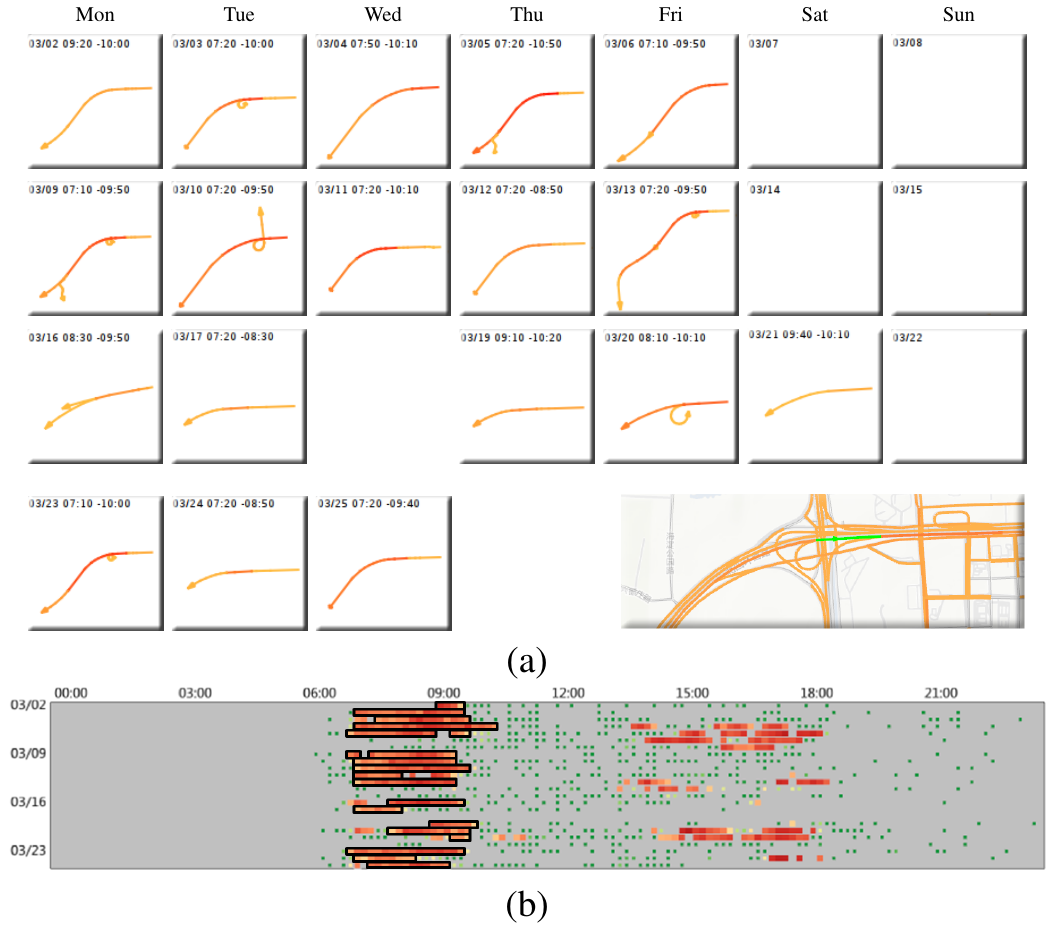 Mon Tue Wed Thu Fri Sat Sun
03/02 09:20 -10:00 03/03 07:20 -10:00 03/04 07:50 -10:10 03/05 07:20 -10:50 03/06 07:10 -09:50 03/07 03/08
03/09 07:10 -09:50 03/10 07:20 -09:50 03/11 07:20 -10:10 03/12 07:20 -08:50 03/13 07:20 -09:50 03/14 03/15
03/16 08:30 -09:50 03/17 07:20 -08:30 03/19 09:10 -10:20 03/20 08:10 -10:10 03/21 09:40 -10:10 03/22
03/23 07:10 -10:00 03/24 07:20 -08:50 03/25 07:20 -09:40
(a)
00:00 03:00 06:00 09:00 12:00 15:00 18:00 21:00
03/02
03/09
03/16
03/23
(b)